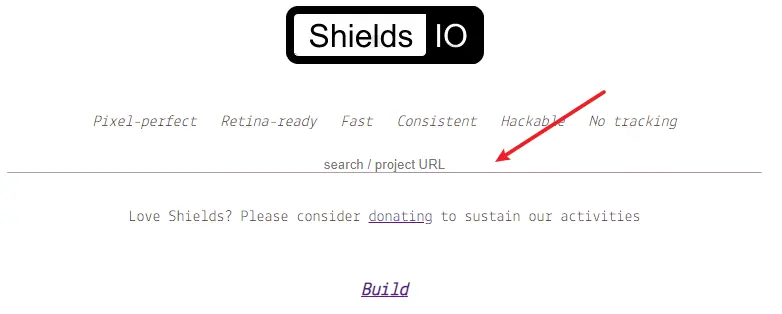 Shields IO
Pixel-perfect Retina-ready Fast Consistent Hackable No tracking
search / project URL
Love Shields? Please consider donating to sustain our activities
Build